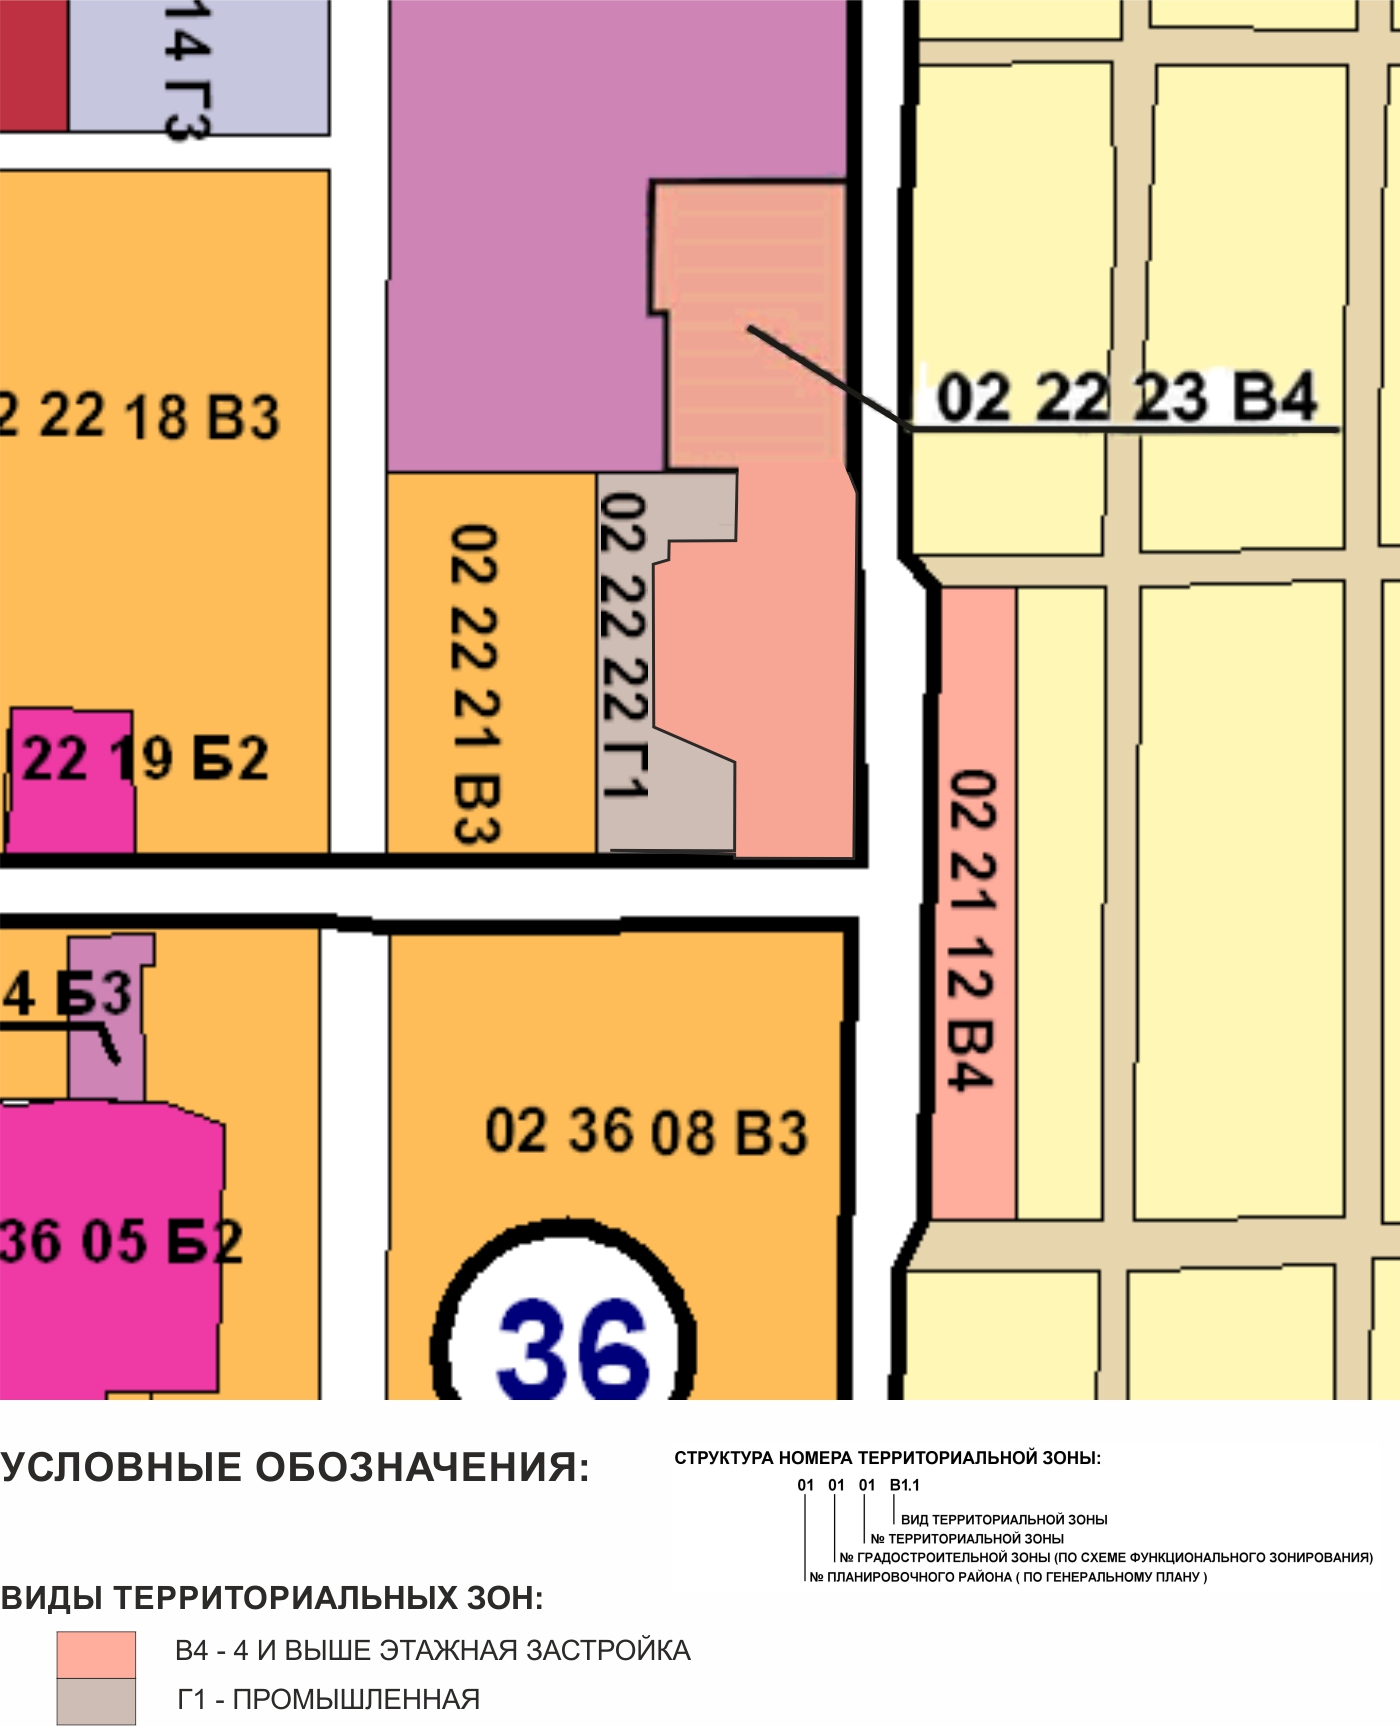 14 Г3
2 22 18 В3
02 22 23 В4
02 22 21 В3
02 22 22 Г1
22 19 Б2
02 21 12 В4
4 Б3
02 36 08 В3
36 05 Б2
36
УСЛОВНЫЕ ОБОЗНАЧЕНИЯ:
СТРУКТУРА НОМЕРА ТЕРРИТОРИАЛЬНОЙ ЗОНЫ:
01 01 01 В1.1
ВИД ТЕРРИТОРИАЛЬНОЙ ЗОНЫ
№ ТЕРРИТОРИАЛЬНОЙ ЗОНЫ
№ ГРАДОСТРОИТЕЛЬНОЙ ЗОНЫ (ПО СХЕМЕ ФУНКЦИОНАЛЬНОГО ЗОНИРОВАНИЯ)
№ ПЛАНИРОВОЧНОГО РАЙОНА ( ПО ГЕНЕРАЛЬНОМУ ПЛАНУ )
ВИДЫ ТЕРРИТОРИАЛЬНЫХ ЗОН:
В4 - 4 И ВЫШЕ ЭТАЖНАЯ ЗАСТРОЙКА
Г1 - ПРОМЫШЛЕННАЯ